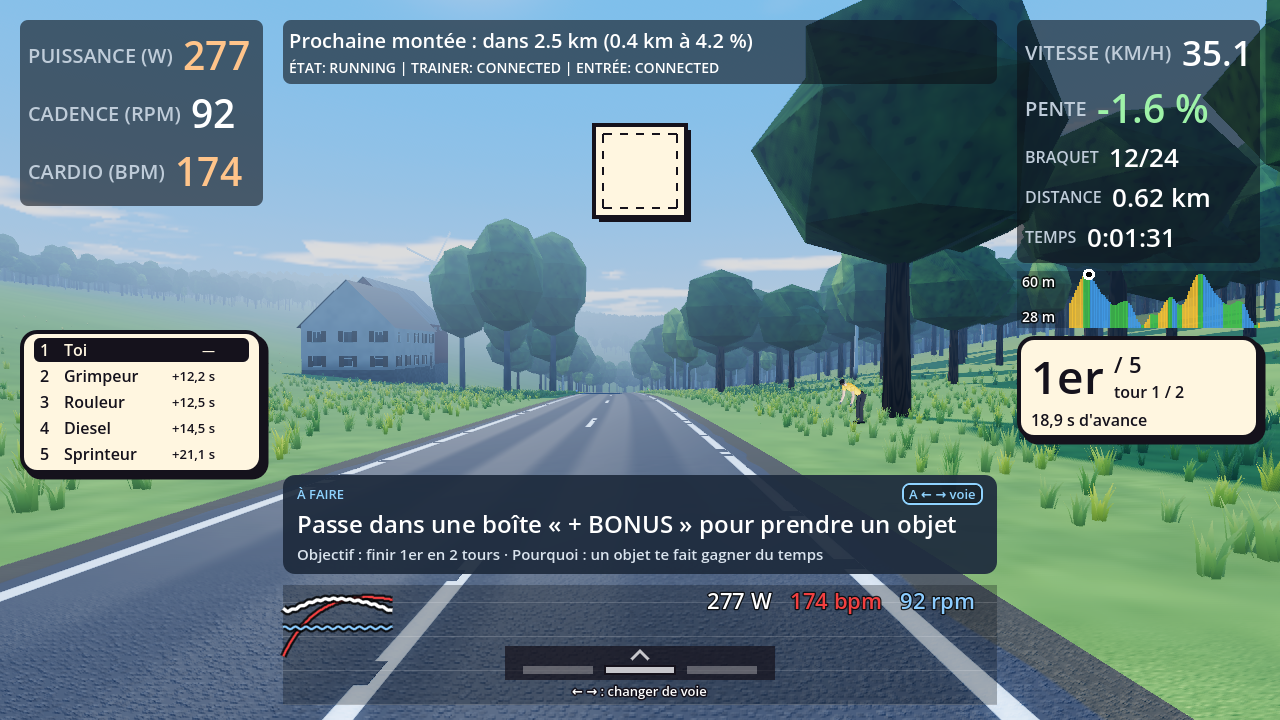 PUISSANCE (W) 277
CADENCE (RPM) 92
CARDIO (BPM) 174
Prochaine montée : dans 2.5 km (0.4 km à 4.2 %)
ÉTAT: RUNNING | TRAINER: CONNECTED | ENTRÉE: CONNECTED
VITESSE (KM/H) 35.1
PENTE -1.6 %
BRAQUET 12/24
DISTANCE 0.62 km
TEMPS 0:01:31
60 m
28 m
1 Toi —
2 Grimpeur +12,2 s
3 Rouleur +12,5 s
4 Diesel +14,5 s
5 Sprinteur +21,1 s
1er / 5
tour 1 / 2
18,9 s d'avance
À FAIRE
A ← → voie
Passe dans une boîte « + BONUS » pour prendre un objet
Objectif : finir 1er en 2 tours · Pourquoi : un objet te fait gagner du temps
277 W 174 bpm 92 rpm
← → : changer de voie